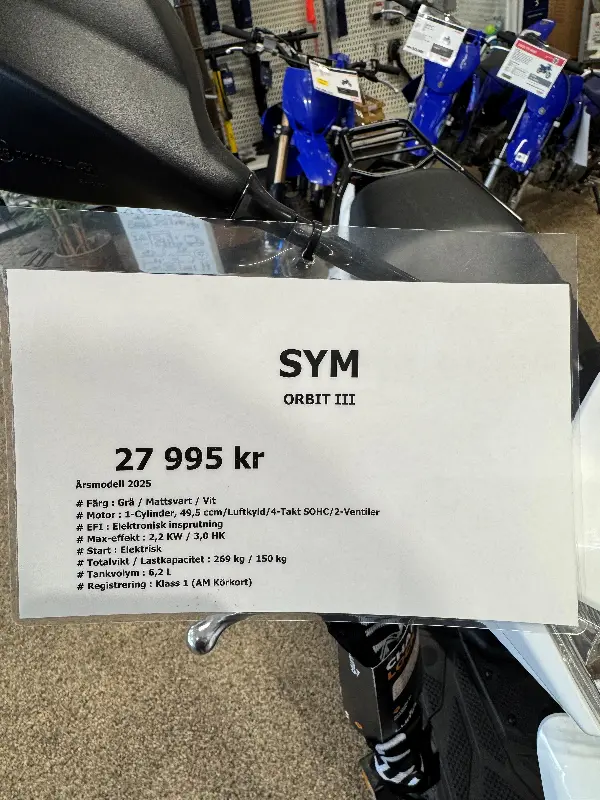 SYM
ORBIT III
27 995 kr
Årsmodell 2025
# Färg : Grå / Mattsvart / Vit
# Motor : 1-Cylinder, 49,5 ccm/Luftkyld/4-Takt SOHC/2-Ventiler
# EFI : Elektronisk insprutning
# Max-effekt : 2,2 KW / 3,0 HK
# Start : Elektrisk
# Totalvikt / Lastkapacitet : 269 kg / 150 kg
# Tankvolym : 6,2 L
# Registrering : Klass 1 (AM Körkort)